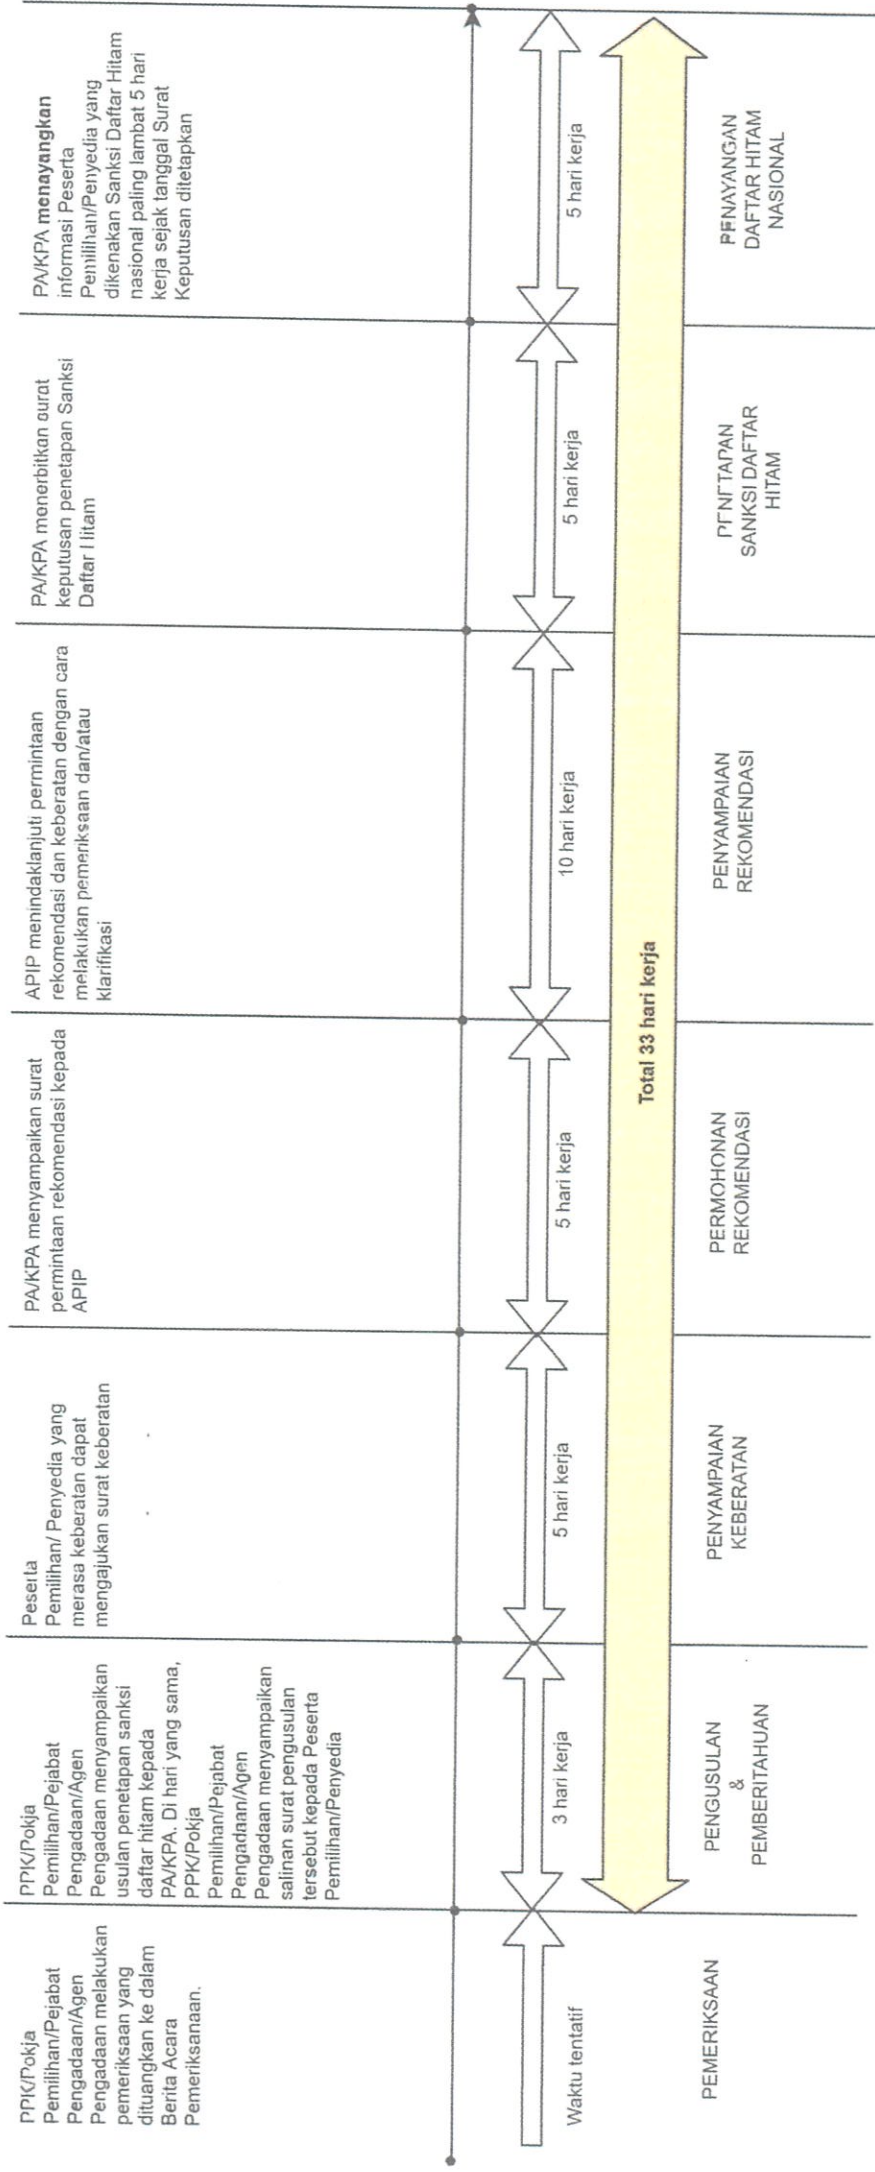 PPK/Pokja
Pemilihan/Pejabat
Pengadaan/Agen
Pengadaan melakukan
pemeriksaan yang
dituangkan ke dalam
Berita Acara
Pemeriksanaan.
PPK/Pokja
Pemilihan/Pejabat
Pengadaan/Agen
Pengadaan menyampaikan
usulan penetapan sanksi
daftar hitam kepada
PA/KPA. Di hari yang sama,
PPK/Pokja
Pemilihan/Pejabat
Pengadaan/Agen
Pengadaan menyampaikan
salinan surat pengusulan
tersebut kepada Peserta
Pemilihan/Penyedia
Peserta
Pemilihan/ Penyedia yang
merasa keberatan dapat
mengajukan surat keberatan
PA/KPA menyampaikan surat
permintaan rekomendasi kepada
APIP
APIP menindaklanjuti permintaan
rekomendasi dan keberatan dengan cara
melakukan pemeriksaan dan/atau
klarifikasi
PA/KPA menerbitkan surat
keputusan penetapan Sanksi
Daftar Hitam
PA/KPA menayangkan
informasi Peserta
Pemilihan/Penyedia yang
dikenakan Sanksi Daftar Hitam
nasional paling lambat 5 hari
kerja sejak tanggal Surat
Keputusan ditetapkan
Waktu tentatif
3 hari kerja
5 hari kerja
5 hari kerja
10 hari kerja
5 hari kerja
5 hari kerja
Total 33 hari kerja
PEMERIKSAAN
PENGUSULAN
&
PEMBERITAHUAN
PENYAMPAIAN
KEBERATAN
PERMOHONAN
REKOMENDASI
PENYAMPAIAN
REKOMENDASI
PENETAPAN
SANKSI DAFTAR
HITAM
PENAYANGAN
DAFTAR HITAM
NASIONAL